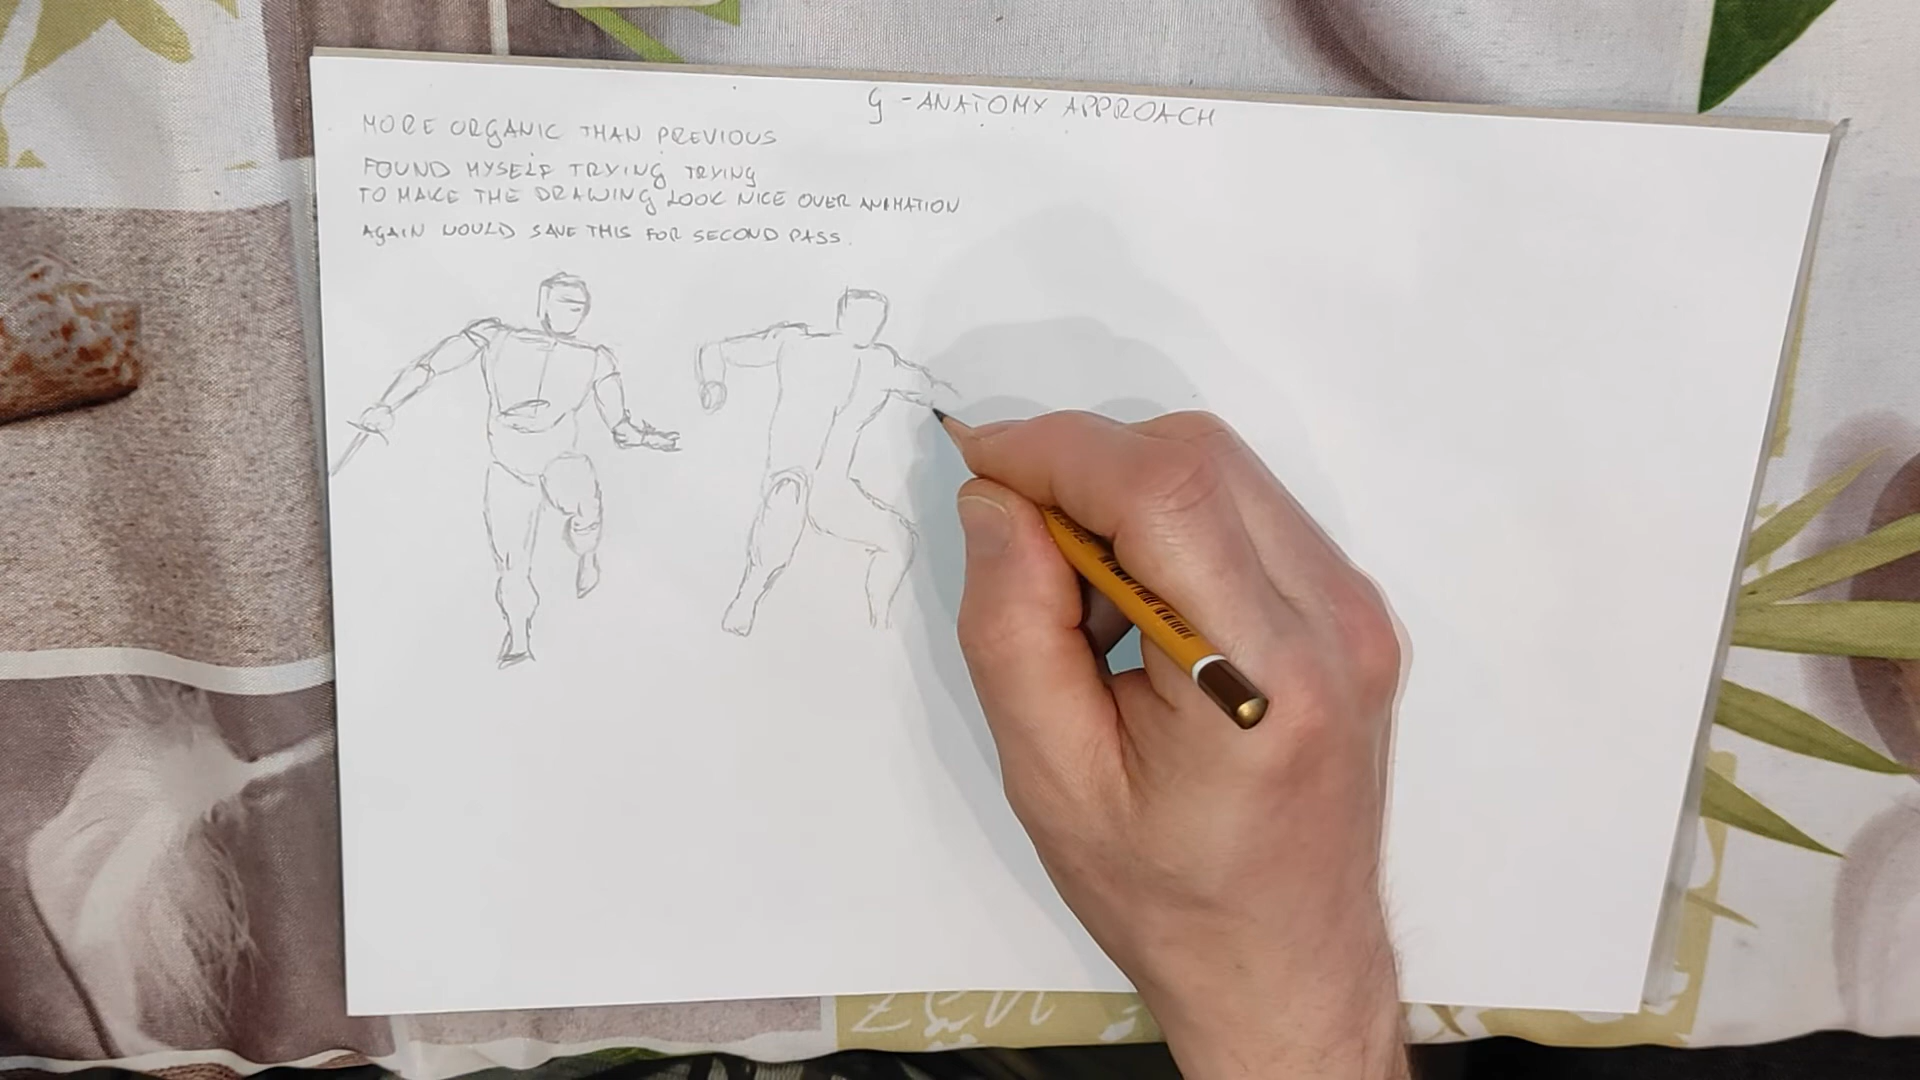 G - ANATOMY APPROACH
MORE ORGANIC THAN PREVIOUS
FOUND MYSELF TRYING TRYING
TO MAKE THE DRAWING LOOK NICE OVER ANIMATION
AGAIN WOULD SAVE THIS FOR SECOND PASS.
zen